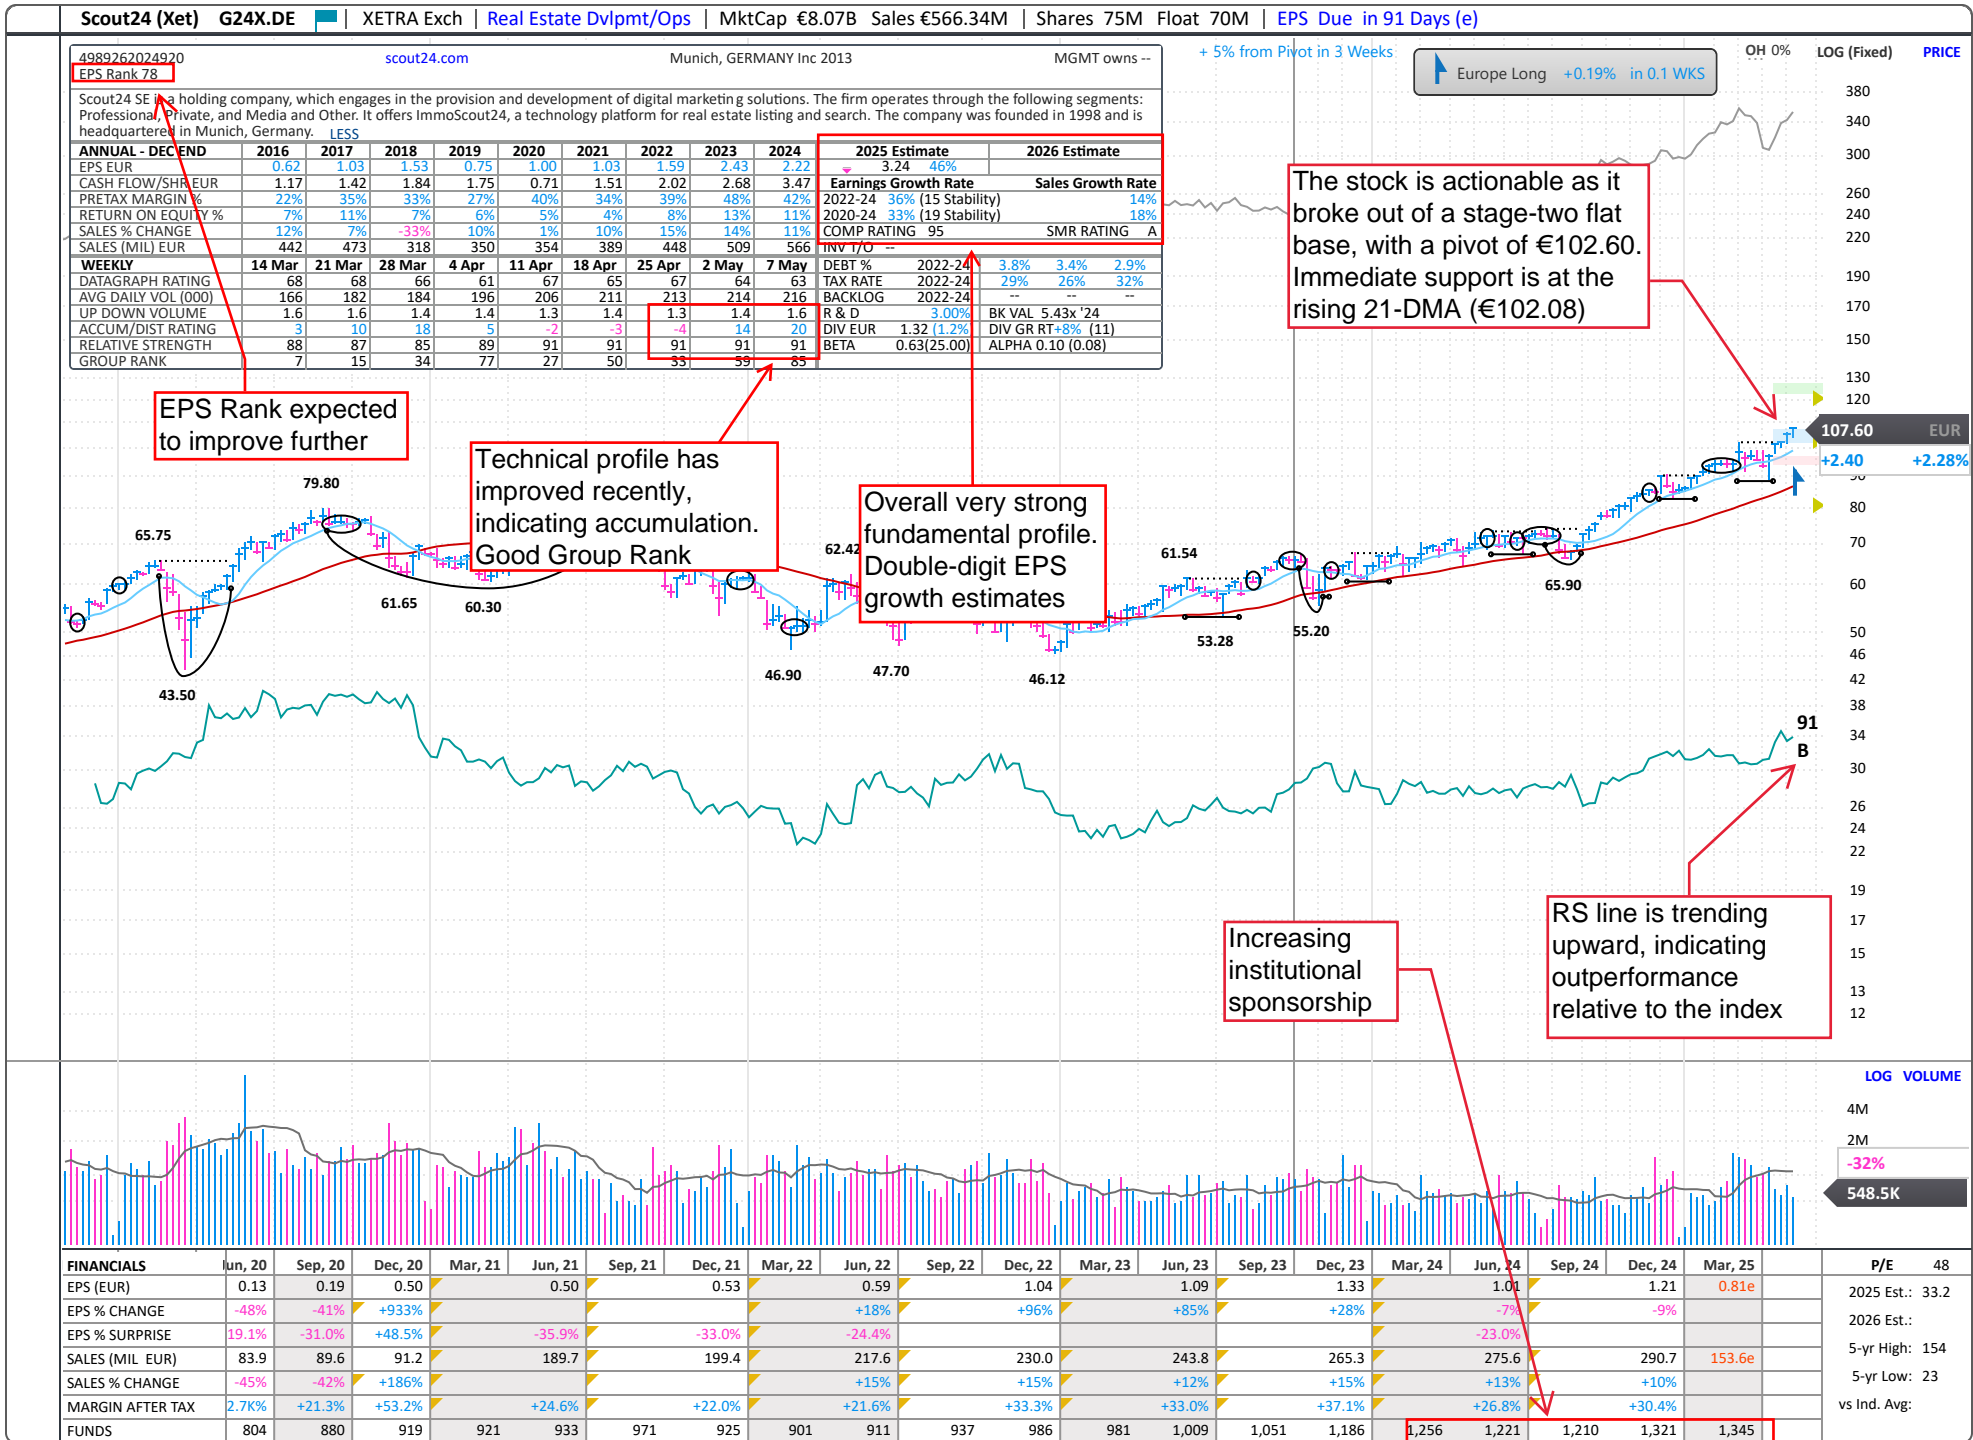 Scout24 (Xet) G24X.DE | XETRA Exch | Real Estate Dvlpmt/Ops | MktCap €8.07B Sales €566.34M | Shares 75M Float 70M | EPS Due in 91 Days (e)
4989262024920 scout24.com Munich, GERMANY Inc 2013 MGMT owns --
EPS Rank 78
Scout24 SE is a holding company, which engages in the provision and development of digital marketing solutions. The firm operates through the following segments:
Professional, Private, and Media and Other. It offers ImmoScout24, a technology platform for real estate listing and search. The company was founded in 1998 and is
headquartered in Munich, Germany. LESS
+ 5% from Pivot in 3 Weeks
Europe Long +0.19% in 0.1 WKS
OH 0% LOG (Fixed) PRICE
ANNUAL - DEC END 2016 2017 2018 2019 2020 2021 2022 2023 2024 2025 Estimate 2026 Estimate
EPS EUR 0.62 1.03 1.53 0.75 1.00 1.03 1.59 2.43 2.22 3.24 46%
CASH FLOW/SHR EUR 1.17 1.42 1.84 1.75 0.71 1.51 2.02 2.68 3.47 Earnings Growth Rate Sales Growth Rate
PRETAX MARGIN % 22% 35% 33% 27% 40% 34% 39% 48% 42% 2022-24 36% (15 Stability) 14%
RETURN ON EQUITY % 7% 11% 7% 6% 5% 4% 8% 13% 11% 2020-24 33% (19 Stability) 18%
SALES % CHANGE 12% 7% -33% 10% 1% 10% 15% 14% 11% COMP RATING 95 SMR RATING A
SALES (MIL) EUR 442 473 318 350 354 389 448 509 566 INV T/O --
WEEKLY 14 Mar 21 Mar 28 Mar 4 Apr 11 Apr 18 Apr 25 Apr 2 May 7 May DEBT % 2022-24 3.8% 3.4% 2.9%
DATAGRAPH RATING 68 68 66 61 67 65 67 64 63 TAX RATE 2022-24 29% 26% 32%
AVG DAILY VOL (000) 166 182 184 196 206 211 213 214 216 BACKLOG 2022-24 -- -- --
UP DOWN VOLUME 1.6 1.6 1.4 1.4 1.3 1.4 1.3 1.4 1.6 R & D 3.00% BK VAL 5.43x '24
ACCUM/DIST RATING 3 10 18 5 -2 -3 -4 14 20 DIV EUR 1.32 (1.2%) DIV GR RT+8% (11)
RELATIVE STRENGTH 88 87 85 89 91 91 91 91 91 BETA 0.63(25.00) ALPHA 0.10 (0.08)
GROUP RANK 7 15 34 77 27 50 33 59 85
The stock is actionable as it
broke out of a stage-two flat
base, with a pivot of €102.60.
Immediate support is at the
rising 21-DMA (€102.08)
EPS Rank expected
to improve further
Technical profile has
improved recently,
indicating accumulation.
Good Group Rank
Overall very strong
fundamental profile.
Double-digit EPS
growth estimates
380
340
300
260
240
220
190
170
150
130
120
107.60 EUR
+2.40 +2.28%
90
80
70
60
50
46
42
38
34
30
26
24
22
19
17
15
13
12
65.75
43.50
79.80
61.65
60.30
46.90
62.42
47.70
46.12
61.54
53.28
55.20
65.90
91
B
Increasing
institutional
sponsorship
RS line is trending
upward, indicating
outperformance
relative to the index
LOG VOLUME
4M
2M
-32%
548.5K
FINANCIALS Jun, 20 Sep, 20 Dec, 20 Mar, 21 Jun, 21 Sep, 21 Dec, 21 Mar, 22 Jun, 22 Sep, 22 Dec, 22 Mar, 23 Jun, 23 Sep, 23 Dec, 23 Mar, 24 Jun, 24 Sep, 24 Dec, 24 Mar, 25
EPS (EUR) 0.13 0.19 0.50 0.50 0.53 0.59 1.04 1.09 1.33 1.01 1.21 0.81e
EPS % CHANGE -48% -41% +933% +18% +96% +85% +28% -7% -9%
EPS % SURPRISE 19.1% -31.0% +48.5% -35.9% -33.0% -24.4% -23.0%
SALES (MIL EUR) 83.9 89.6 91.2 189.7 199.4 217.6 230.0 243.8 265.3 275.6 290.7 153.6e
SALES % CHANGE -45% -42% +186% +15% +15% +12% +15% +13% +10%
MARGIN AFTER TAX 2.7K% +21.3% +53.2% +24.6% +22.0% +21.6% +33.3% +33.0% +37.1% +26.8% +30.4%
FUNDS 804 880 919 921 933 971 925 901 911 937 986 981 1,009 1,051 1,186 1,256 1,221 1,210 1,321 1,345
P/E 48
2025 Est.: 33.2
2026 Est.:
5-yr High: 154
5-yr Low: 23
vs Ind. Avg: